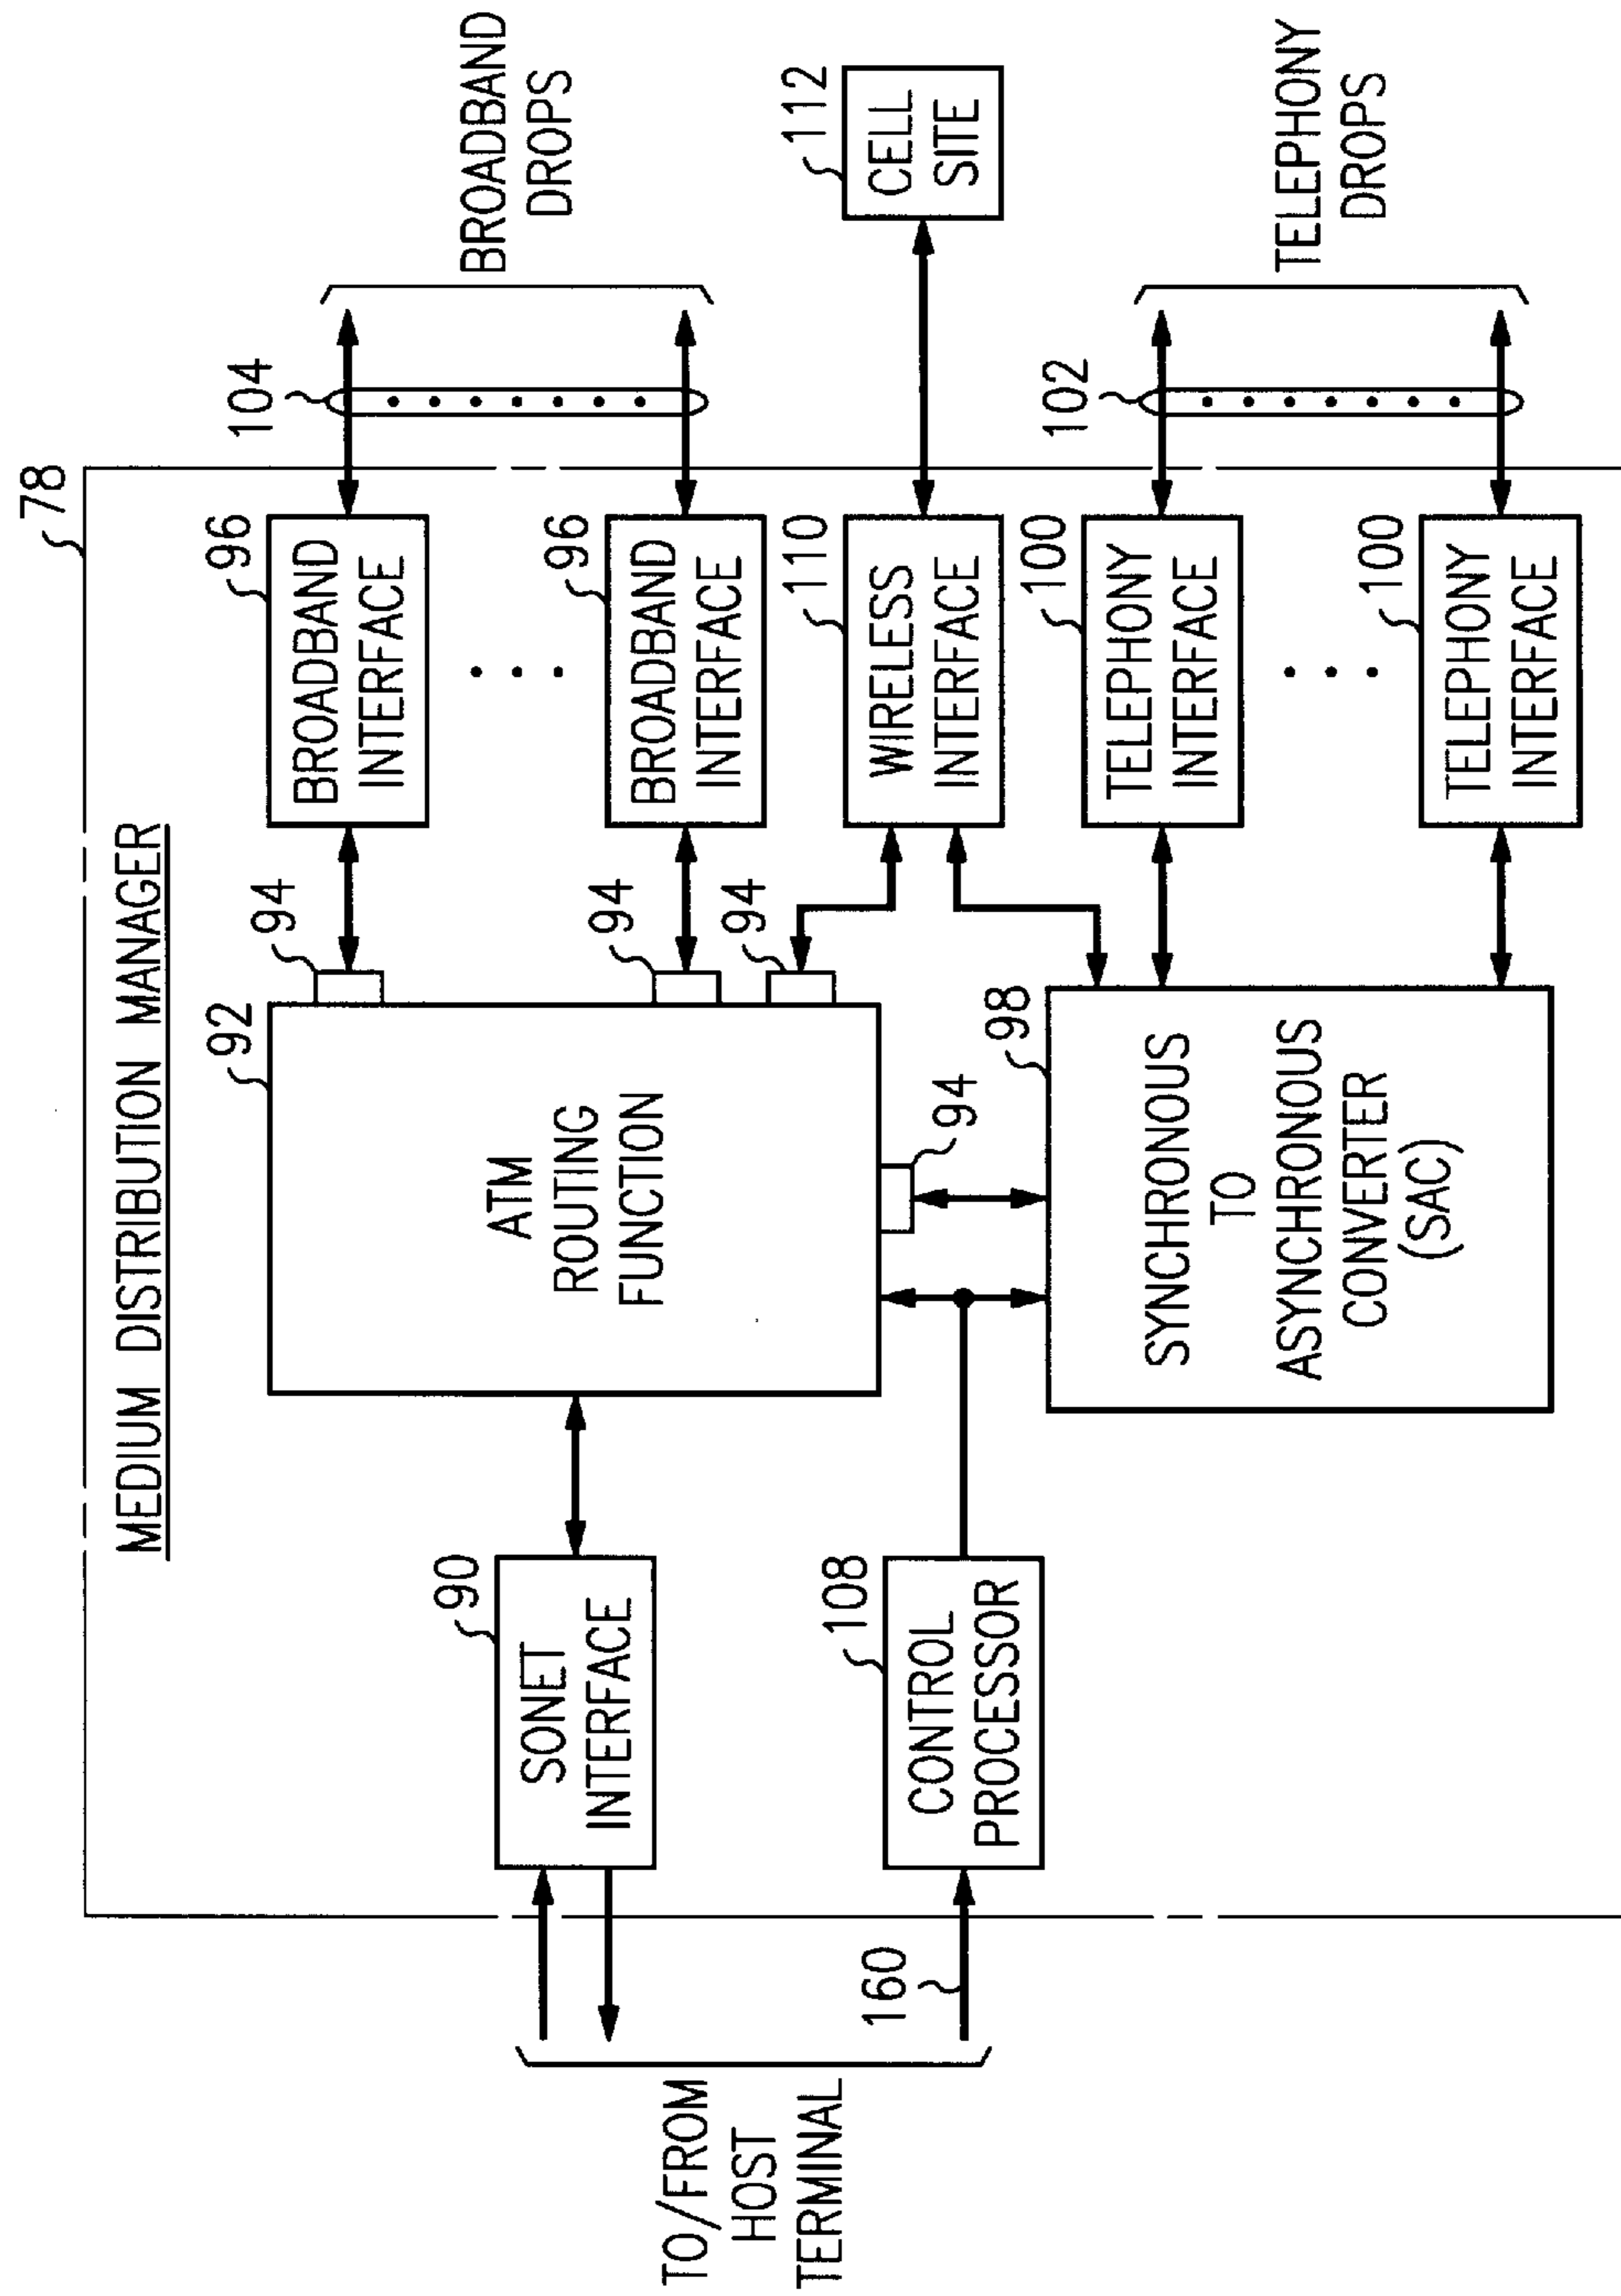 78
MEDIUM DISTRIBUTION MANAGER
92
94
96
BROADBAND
INTERFACE
104
BROADBAND
DROPS
ATM
ROUTING
FUNCTION
94
96
BROADBAND
INTERFACE
90
SONET
INTERFACE
94
110
WIRELESS
INTERFACE
112
CELL
SITE
TO/FROM
HOST
TERMINAL
160
108
CONTROL
PROCESSOR
94
98
SYNCHRONOUS
TO
ASYNCHRONOUS
CONVERTER
(SAC)
100
TELEPHONY
INTERFACE
102
TELEPHONY
DROPS
100
TELEPHONY
INTERFACE